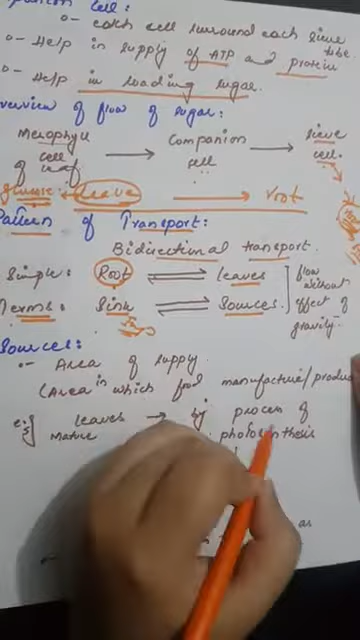 Companion Cell:
o- each cell surround each sieve tube.
o- Help in supply of ATP and protein
o- Help in loading sugar.
overview of flow of sugar:
Mesophyll cell of leaf → Companion cell → sieve cell.
glucose ← leave → root
Pattern of Transport:
Bidirectional transport.
Simple: Root ⇌ leaves
Terms: Sink ⇌ Sources.
flow without effect of gravity.
Sources:
Area of supply.
(Area in which food manufacture/produce
e.g leaves → by process of
Mature photosynthesis
as